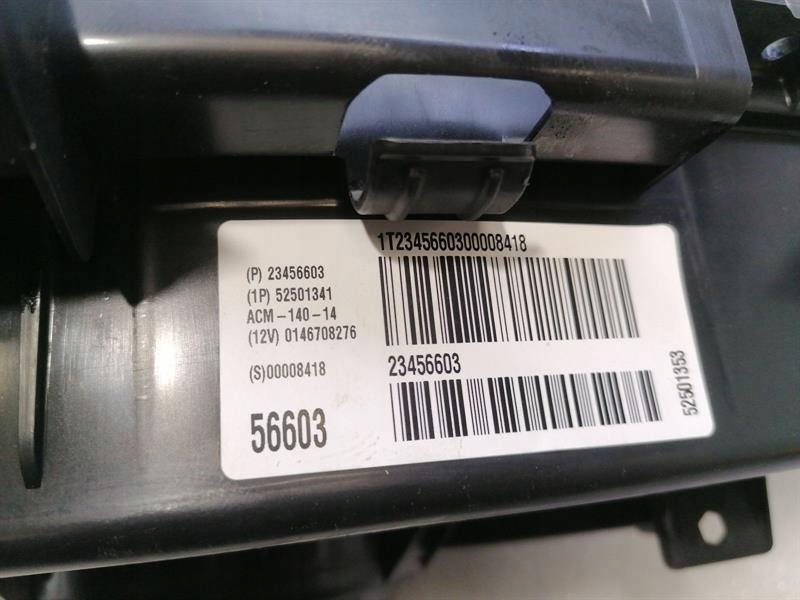 1T2345660300008418
(P) 23456603
(1P) 52501341
ACM-140-14
(12V) 0146708276
(S)00008418
56603
23456603
52501353